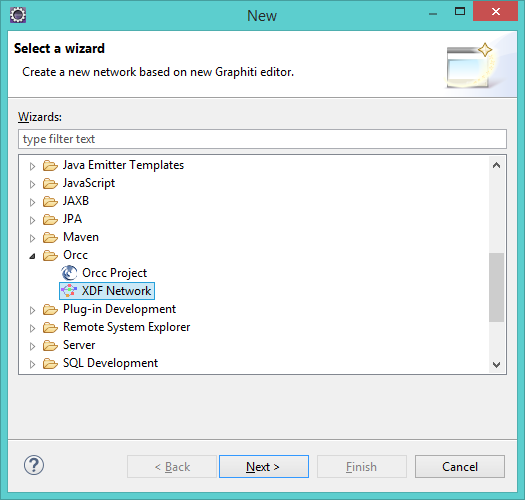 New
Select a wizard
Create a new network based on new Graphiti editor.
Wizards:
type filter text
Java Emitter Templates
JavaScript
JAXB
JPA
Maven
Orcc
Orcc Project
XDF Network
Plug-in Development
Remote System Explorer
Server
SQL Development
?
< Back
Next >
Finish
Cancel